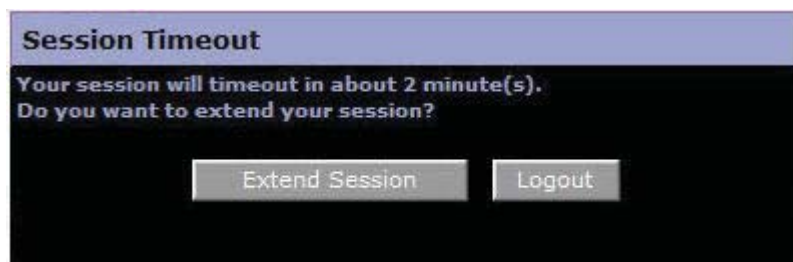 Session Timeout
Your session will timeout in about 2 minute(s).
Do you want to extend your session?
Extend Session Logout